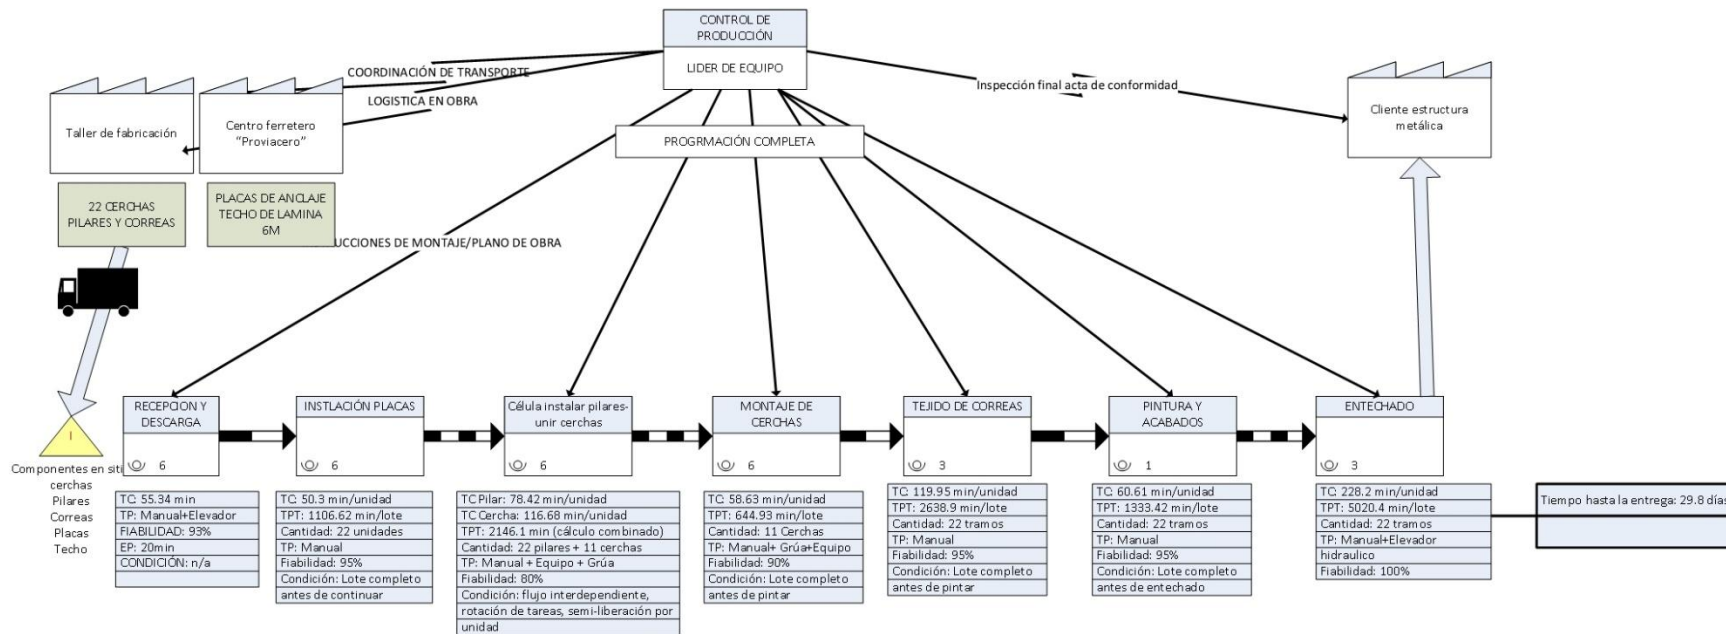 CONTROL DE
PRODUCCIÓN
LIDER DE EQUIPO
COORDINACIÓN DE TRANSPORTE
LOGISTICA EN OBRA
Inspección final acta de conformidad
Taller de fabricación
Centro ferretero
"Proviacero"
Cliente estructura
metálica
PROGRMACIÓN COMPLETA
22 CERCHAS
PILARES Y CORREAS
PLACAS DE ANCLAJE
TECHO DE LAMINA
6M
UCCIONES DE MONTAJE/PLANO DE OBRA
I
Componentes en siti
cerchas
Pilares
Correas
Placas
Techo
RECEPCION Y
DESCARGA
6
TC: 55.34 min
TP: Manual+Elevador
FIABILIDAD: 93%
EP: 20min
CONDICIÓN: n/a
INSTLACIÓN PLACAS
6
TC: 50.3 min/unidad
TPT: 1106.62 min/lote
Cantidad: 22 unidades
TP: Manual
Fiabilidad: 95%
Condición: Lote completo
antes de continuar
Célula instalar pilares-
unir cerchas
6
TC Pilar: 78.42 min/unidad
TC Cercha: 116.68 min/unidad
TPT: 2146.1 min (cálculo combinado)
Cantidad: 22 pilares + 11 cerchas
TP: Manual + Equipo + Grúa
Fiabilidad: 80%
Condición: flujo interdependiente,
rotación de tareas, semi-liberación por
unidad
MONTAJE DE
CERCHAS
6
TC: 58.63 min/unidad
TPT: 644.93 min/lote
Cantidad: 11 Cerchas
TP: Manual+ Grúa+Equipo
Fiabilidad: 90%
Condición: Lote completo
antes de pintar
TEJIDO DE CORREAS
3
TC: 119.95 min/unidad
TPT: 2638.9 min/lote
Cantidad: 22 tramos
TP: Manual
Fiabilidad: 95%
Condición: Lote completo
antes de pintar
PINTURA Y
ACABADOS
1
TC: 60.61 min/unidad
TPT: 1333.42 min/lote
Cantidad: 22 tramos
TP: Manual
Fiabilidad: 95%
Condición: Lote completo
antes de entechado
ENTECHADO
3
TC: 228.2 min/unidad
TPT: 5020.4 min/lote
Cantidad: 22 tramos
TP: Manual+Elevador
hidraulico
Fiabilidad: 100%
Tiempo hasta la entrega: 29.8 días